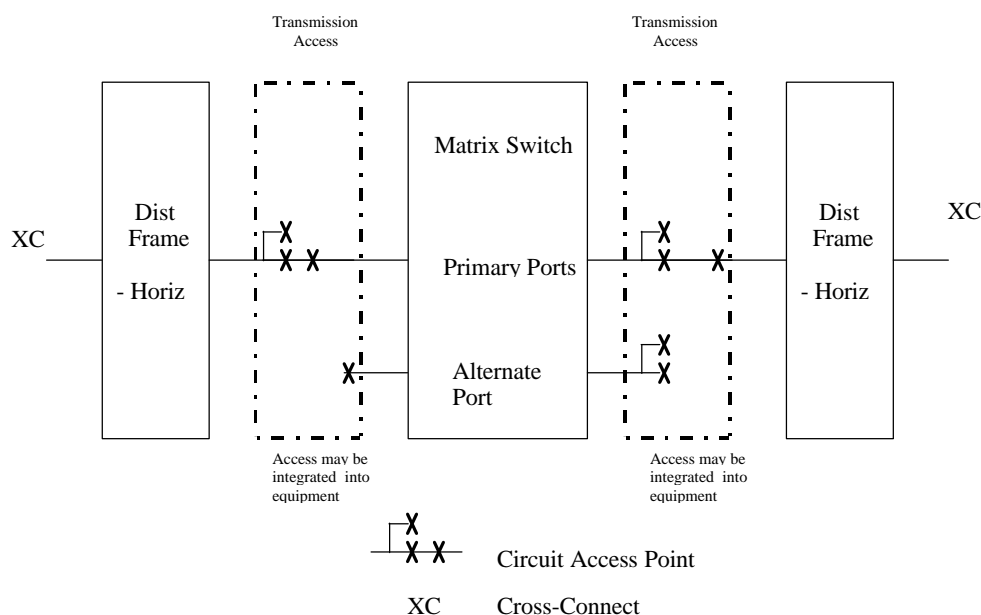 Transmission
Access
Transmission
Access
Matrix Switch
XC
Dist
Frame
- Horiz
Primary Ports
Alternate
Port
Dist
Frame
- Horiz
XC
Access may be
integrated into
equipment
Access may be
integrated into
equipment
Circuit Access Point
XC Cross-Connect